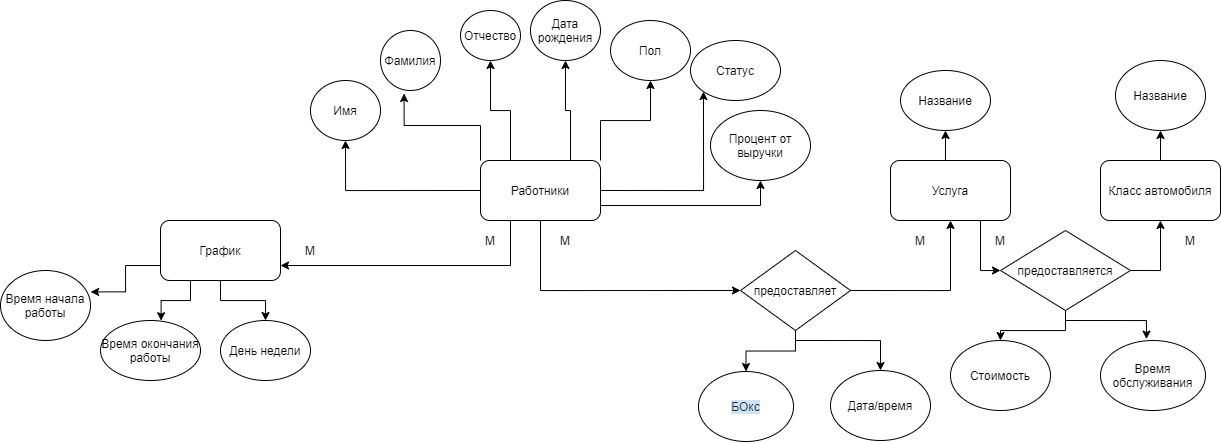 Имя
Фамилия
Отчество
Дата
рождения
Пол
Статус
Процент от
выручки
Название
Название
Работники
Услуга
Класс автомобиля
График
М
М
М
М
М
М
предоставляет
предоставляется
Время начала
работы
Время окончания
работы
День недели
БОкс
Дата/время
Стоимость
Время
обслуживания